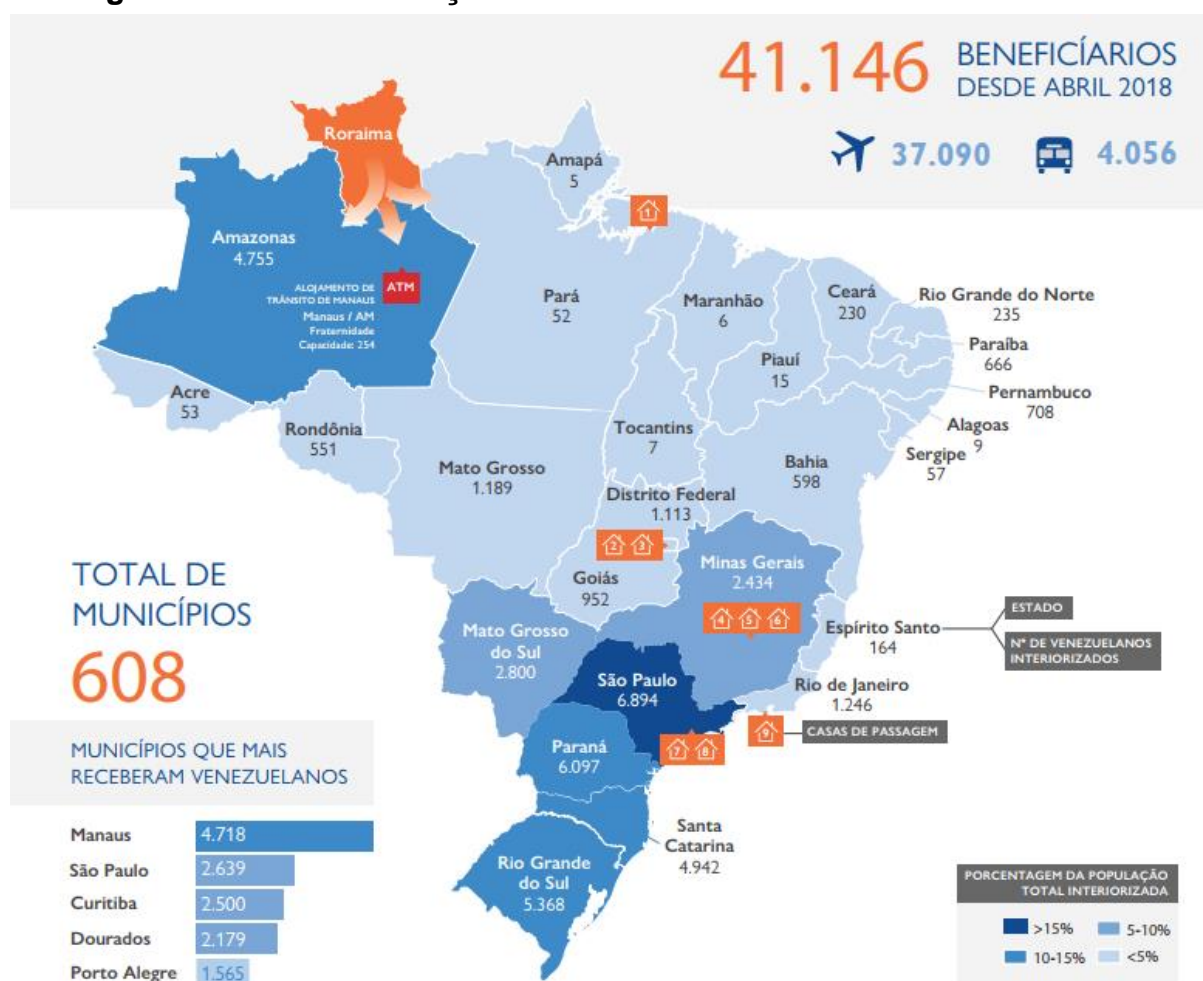 41.146
BENEFICÍARIOS
DESDE ABRIL 2018
37.090
4.056
Roraima
Amapá
5
1
Amazonas
4.755
ALOJAMENTO DE
TRÂNSITO DE MANAUS
Manaus / AM
Fraternidade
Capacidade: 254
ATM
Pará
52
Maranhão
6
Ceará
230
Rio Grande do Norte
235
Piauí
15
Paraíba
666
Pernambuco
708
Alagoas
9
Sergipe
57
Acre
53
Rondônia
551
Tocantins
7
Mato Grosso
1.189
Bahia
598
Distrito Federal
1.113
2 3
Goiás
952
Minas Gerais
2.434
4 5 6
Espírito Santo
164
ESTADO
N° DE VENEZUELANOS
INTERIORIZADOS
Mato Grosso
do Sul
2.800
São Paulo
6.894
Rio de Janeiro
1.246
9
CASAS DE PASSAGEM
7 8
Paraná
6.097
Santa
Catarina
4.942
Rio Grande
do Sul
5.368
TOTAL DE
MUNICÍPIOS
608
MUNICÍPIOS QUE MAIS
RECEBERAM VENEZUELANOS
Manaus 4.718
São Paulo 2.639
Curitiba 2.500
Dourados 2.179
Porto Alegre 1.565
PORCENTAGEM DA POPULAÇÃO
TOTAL INTERIORIZADA
>15% 5-10%
10-15% <5%